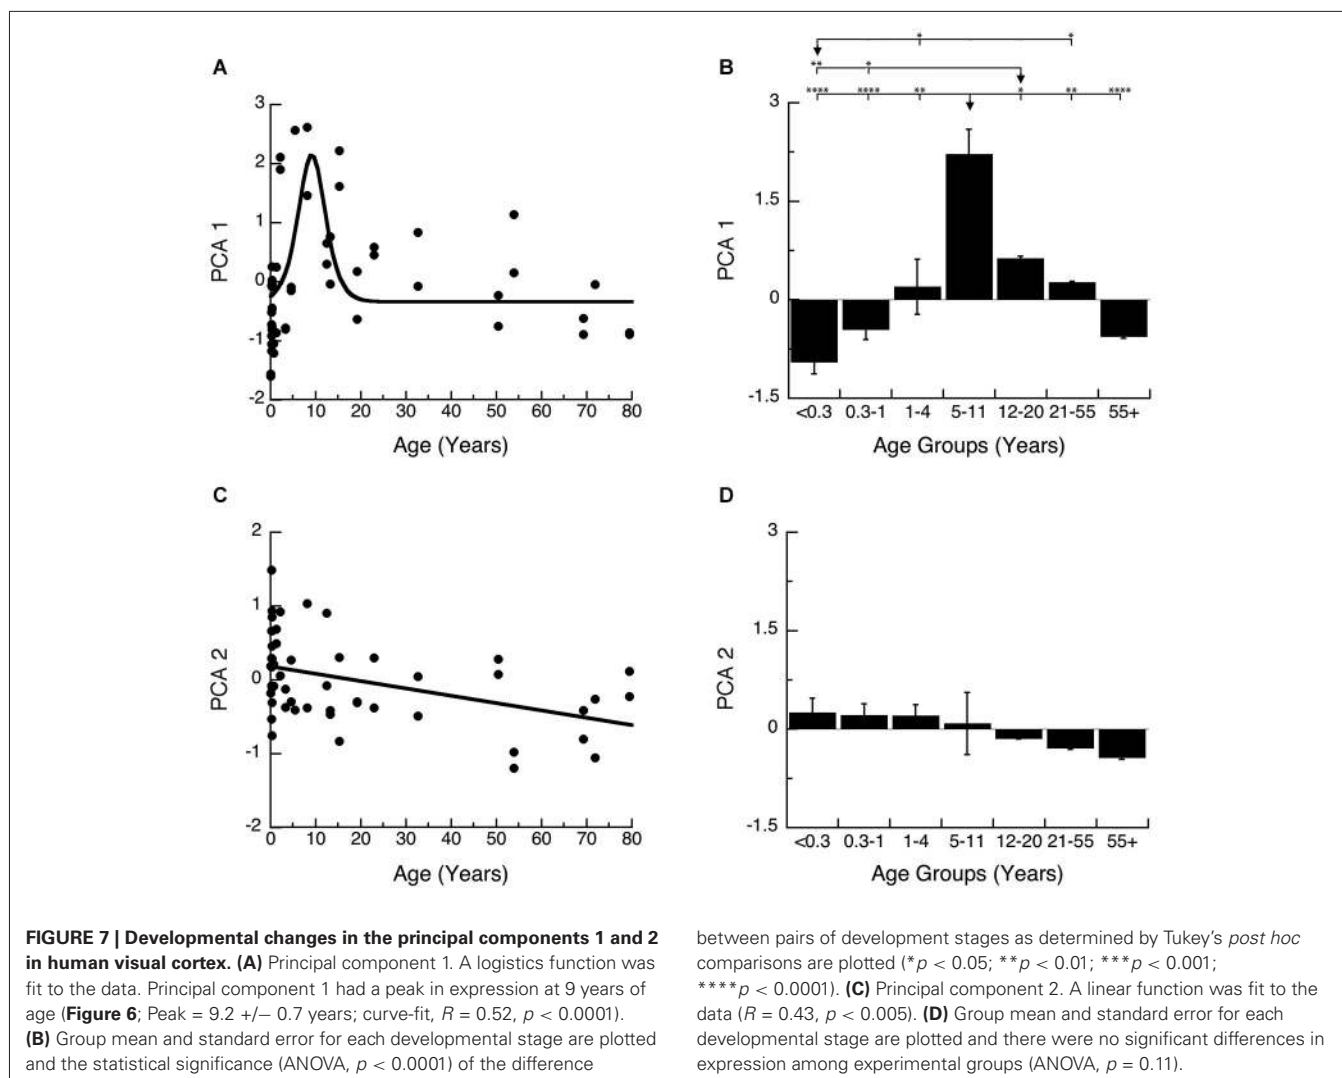 A
3
2
1
0
-1
-2
PCA 1
0 10 20 30 40 50 60 70 80
Age (Years)
B
* *
** *
**** **** ** * ** ****
3
1.5
0
-1.5
PCA 1
<0.3 0.3-1 1-4 5-11 12-20 21-55 55+
Age Groups (Years)
C
2
1
0
-1
-2
PCA 2
0 10 20 30 40 50 60 70 80
Age (Years)
D
3
1.5
0
-1.5
PCA 2
<0.3 0.3-1 1-4 5-11 12-20 21-55 55+
Age Groups (Years)
FIGURE 7 | Developmental changes in the principal components 1 and 2
in human visual cortex. (A) Principal component 1. A logistics function was
fit to the data. Principal component 1 had a peak in expression at 9 years of
age (Figure 6; Peak = 9.2 +/− 0.7 years; curve-fit, R = 0.52, p < 0.0001).
(B) Group mean and standard error for each developmental stage are plotted
and the statistical significance (ANOVA, p < 0.0001) of the difference
between pairs of development stages as determined by Tukey's post hoc
comparisons are plotted (*p < 0.05; **p < 0.01; ***p < 0.001;
****p < 0.0001). (C) Principal component 2. A linear function was fit to the
data (R = 0.43, p < 0.005). (D) Group mean and standard error for each
developmental stage are plotted and there were no significant differences in
expression among experimental groups (ANOVA, p = 0.11).